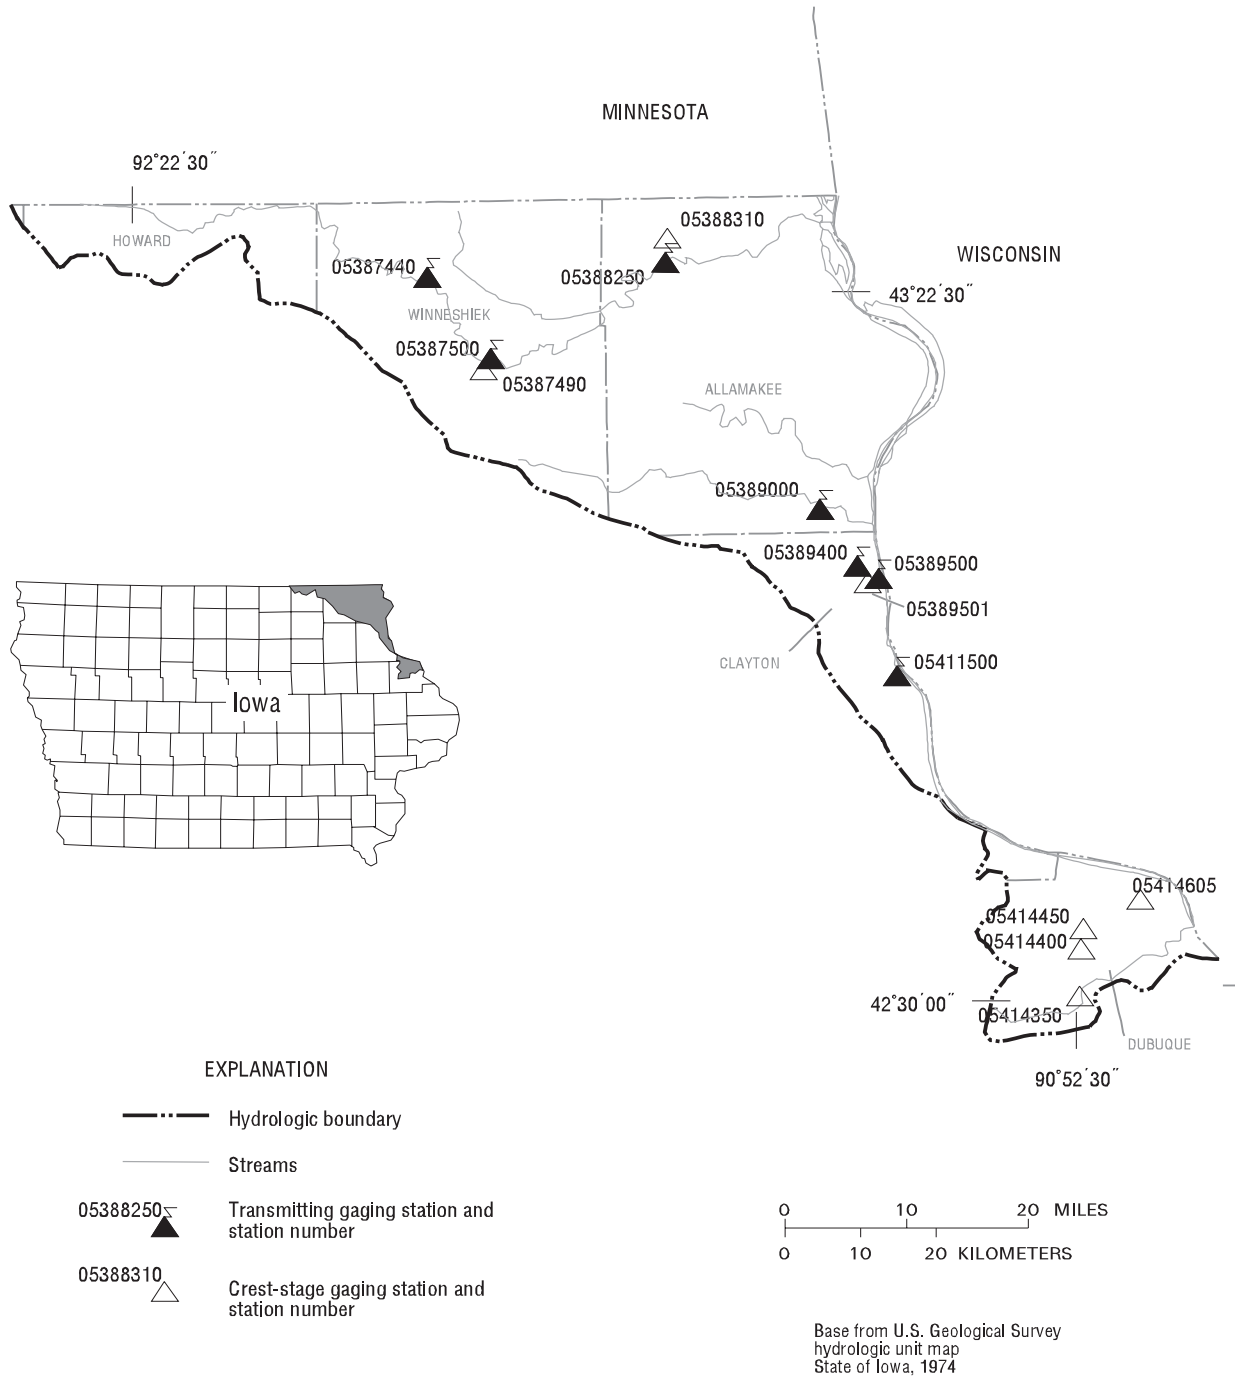 MINNESOTA
92°22′30″
05388310
HOWARD
WISCONSIN
05387440
05388250
43°22′30″
WINNESHIEK
05387500
05387490
ALLAMAKEE
05389000
05389400
05389500
05389501
CLAYTON
05411500
Iowa
05414605
05414450
05414400
42°30′00″
05414350
DUBUQUE
90°52′30″
EXPLANATION
Hydrologic boundary
Streams
05388250
Transmitting gaging station and
station number
05388310
Crest-stage gaging station and
station number
0 10 20 MILES
0 10 20 KILOMETERS
Base from U.S. Geological Survey
hydrologic unit map
State of Iowa, 1974